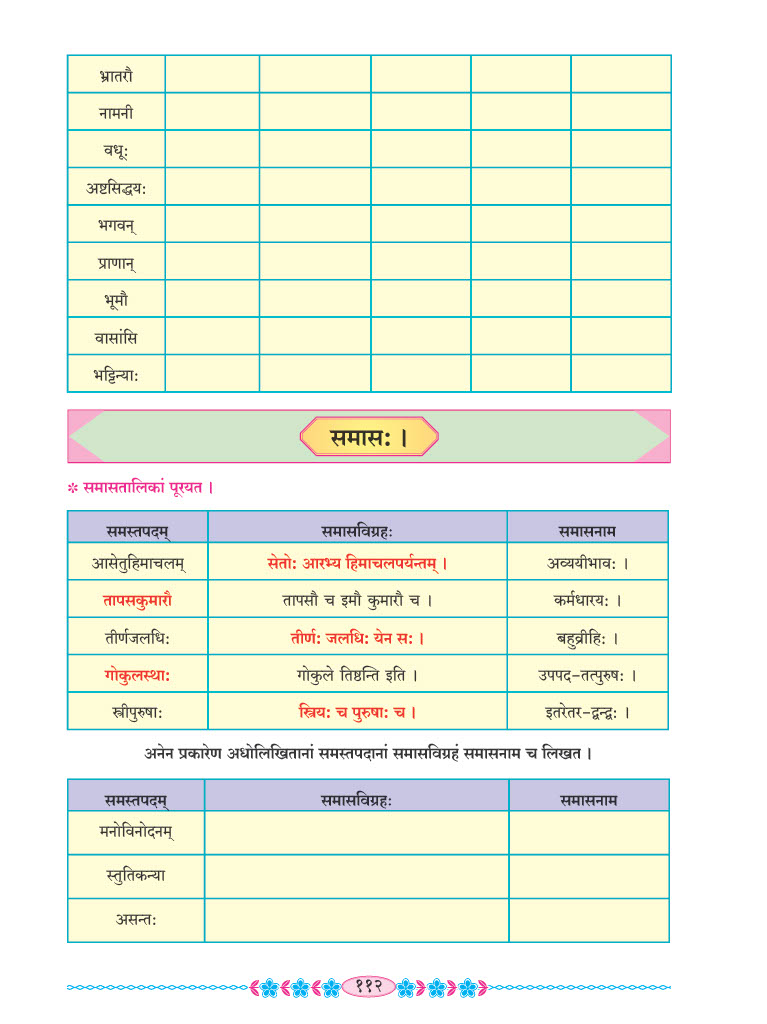 भ्रातरौ
नामनी
वधूः
अष्टसिद्धयः
भगवन्
प्राणान्
भूमौ
वासांसि
भट्टिन्याः
समासः ।
* समासतालिकां पूरयत ।
समस्तपदम् समासविग्रहः समासनाम
आसेतुहिमाचलम् सेतोः आरभ्य हिमाचलपर्यन्तम् । अव्ययीभावः ।
तापसकुमारौ तापसौ च इमौ कुमारौ च । कर्मधारयः ।
तीर्णजलधिः तीर्णः जलधिः येन सः । बहुव्रीहिः ।
गोकुलस्थाः गोकुले तिष्ठन्ति इति । उपपद-तत्पुरुषः ।
स्त्रीपुरुषाः स्त्रियः च पुरुषाः च । इतरेतर-द्वन्द्वः ।
अनेन प्रकारेण अधोलिखितानां समस्तपदानां समासविग्रहं समासनाम च लिखत ।
समस्तपदम् समासविग्रहः समासनाम
मनोविनोदनम्
स्तुतिकन्या
असन्तः
११२